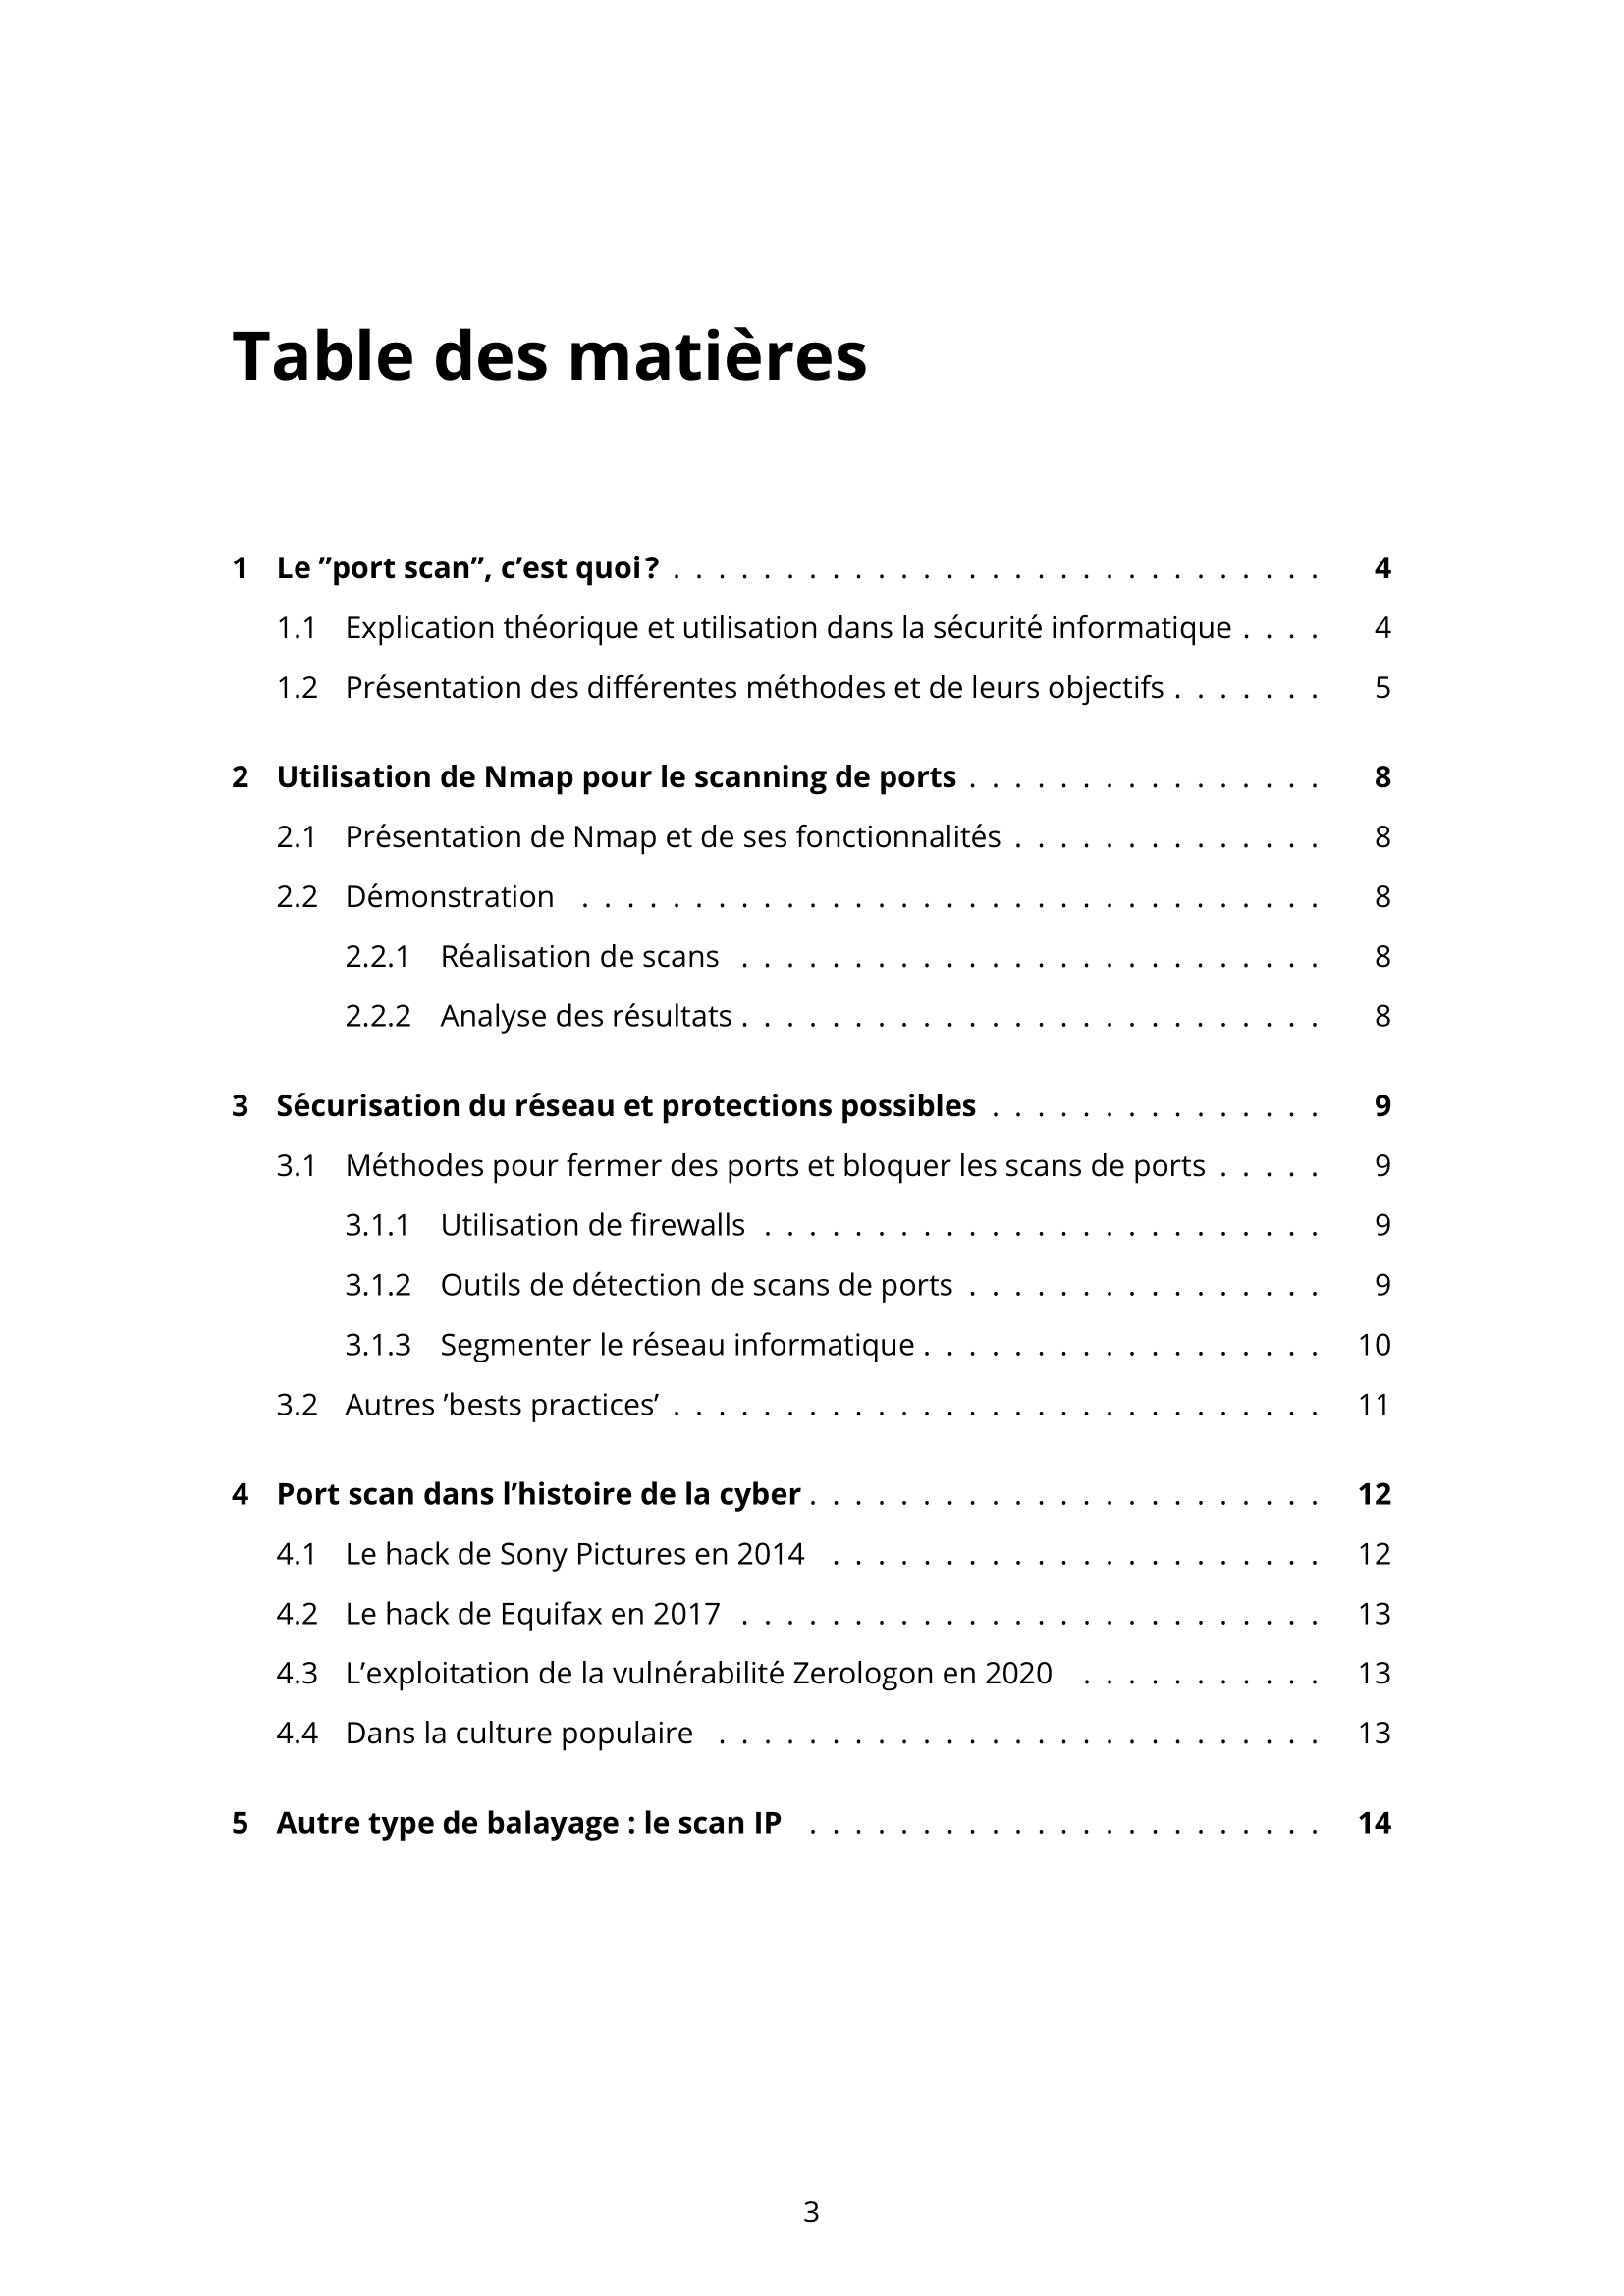 Table des matières
1 Le ”port scan”, c’est quoi ? . . . . . . . . . . . . . . . . . . . . . . . . . . . . . 4
1.1 Explication théorique et utilisation dans la sécurité informatique . . . . 4
1.2 Présentation des différentes méthodes et de leurs objectifs . . . . . . . 5
2 Utilisation de Nmap pour le scanning de ports . . . . . . . . . . . . . . . . 8
2.1 Présentation de Nmap et de ses fonctionnalités . . . . . . . . . . . . . . 8
2.2 Démonstration . . . . . . . . . . . . . . . . . . . . . . . . . . . . . . . . . 8
2.2.1 Réalisation de scans . . . . . . . . . . . . . . . . . . . . . . . . . . 8
2.2.2 Analyse des résultats . . . . . . . . . . . . . . . . . . . . . . . . . . 8
3 Sécurisation du réseau et protections possibles . . . . . . . . . . . . . . . 9
3.1 Méthodes pour fermer des ports et bloquer les scans de ports . . . . . 9
3.1.1 Utilisation de firewalls . . . . . . . . . . . . . . . . . . . . . . . . . 9
3.1.2 Outils de détection de scans de ports . . . . . . . . . . . . . . . . 9
3.1.3 Segmenter le réseau informatique . . . . . . . . . . . . . . . . . . 10
3.2 Autres ’bests practices’ . . . . . . . . . . . . . . . . . . . . . . . . . . . . . 11
4 Port scan dans l’histoire de la cyber . . . . . . . . . . . . . . . . . . . . . . . 12
4.1 Le hack de Sony Pictures en 2014 . . . . . . . . . . . . . . . . . . . . . . 12
4.2 Le hack de Equifax en 2017 . . . . . . . . . . . . . . . . . . . . . . . . . . 13
4.3 L’exploitation de la vulnérabilité Zerologon en 2020 . . . . . . . . . . . 13
4.4 Dans la culture populaire . . . . . . . . . . . . . . . . . . . . . . . . . . . 13
5 Autre type de balayage : le scan IP . . . . . . . . . . . . . . . . . . . . . . . 14
3